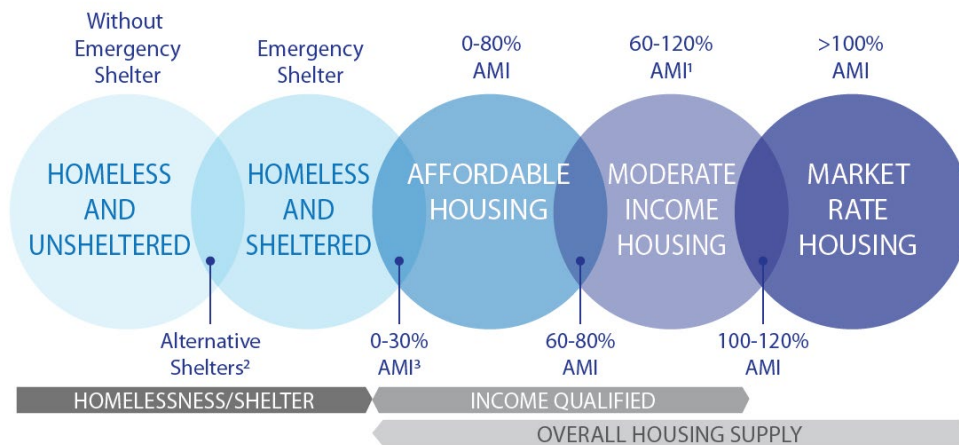 Without
Emergency
Shelter
Emergency
Shelter
0-80%
AMI
60-120%
AMI¹
>100%
AMI
HOMELESS
AND
UNSHELTERED
HOMELESS
AND
SHELTERED
AFFORDABLE
HOUSING
MODERATE
INCOME
HOUSING
MARKET
RATE
HOUSING
Alternative
Shelters²
0-30%
AMI³
60-80%
AMI
100-120%
AMI
HOMELESSNESS/SHELTER
INCOME QUALIFIED
OVERALL HOUSING SUPPLY